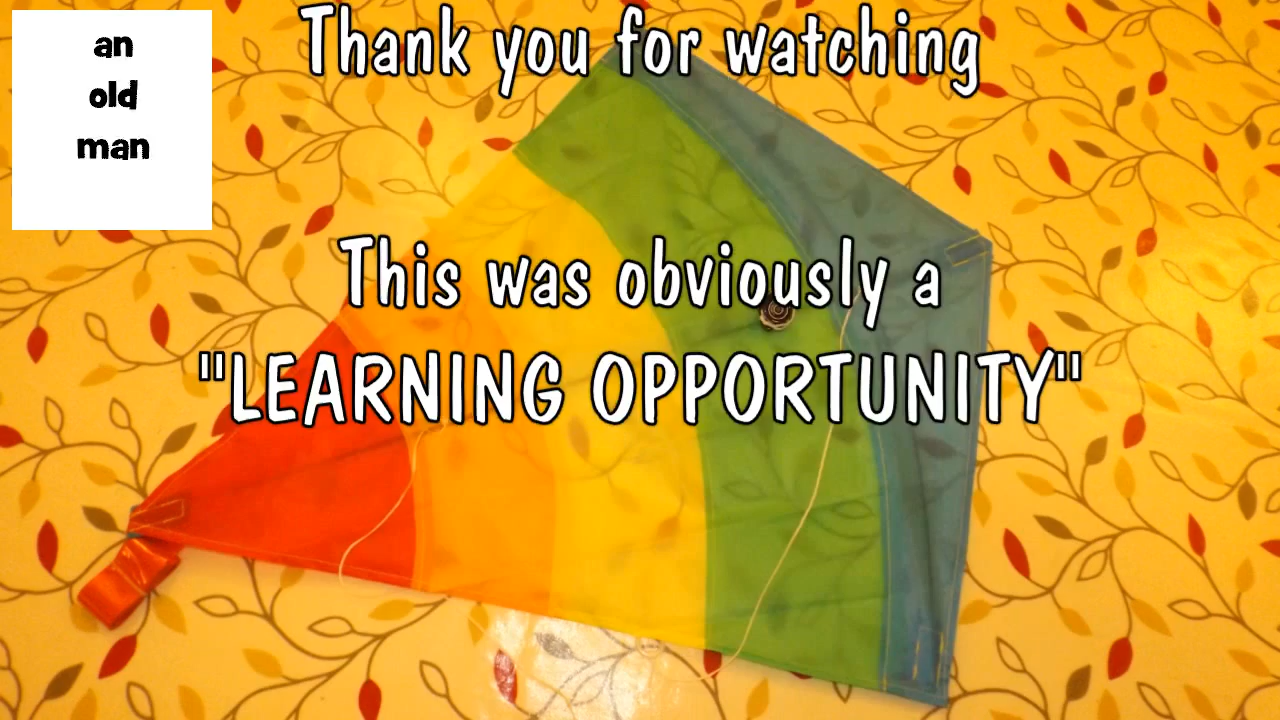 an
old
man
Thank you for watching
This was obviously a
"LEARNING OPPORTUNITY"